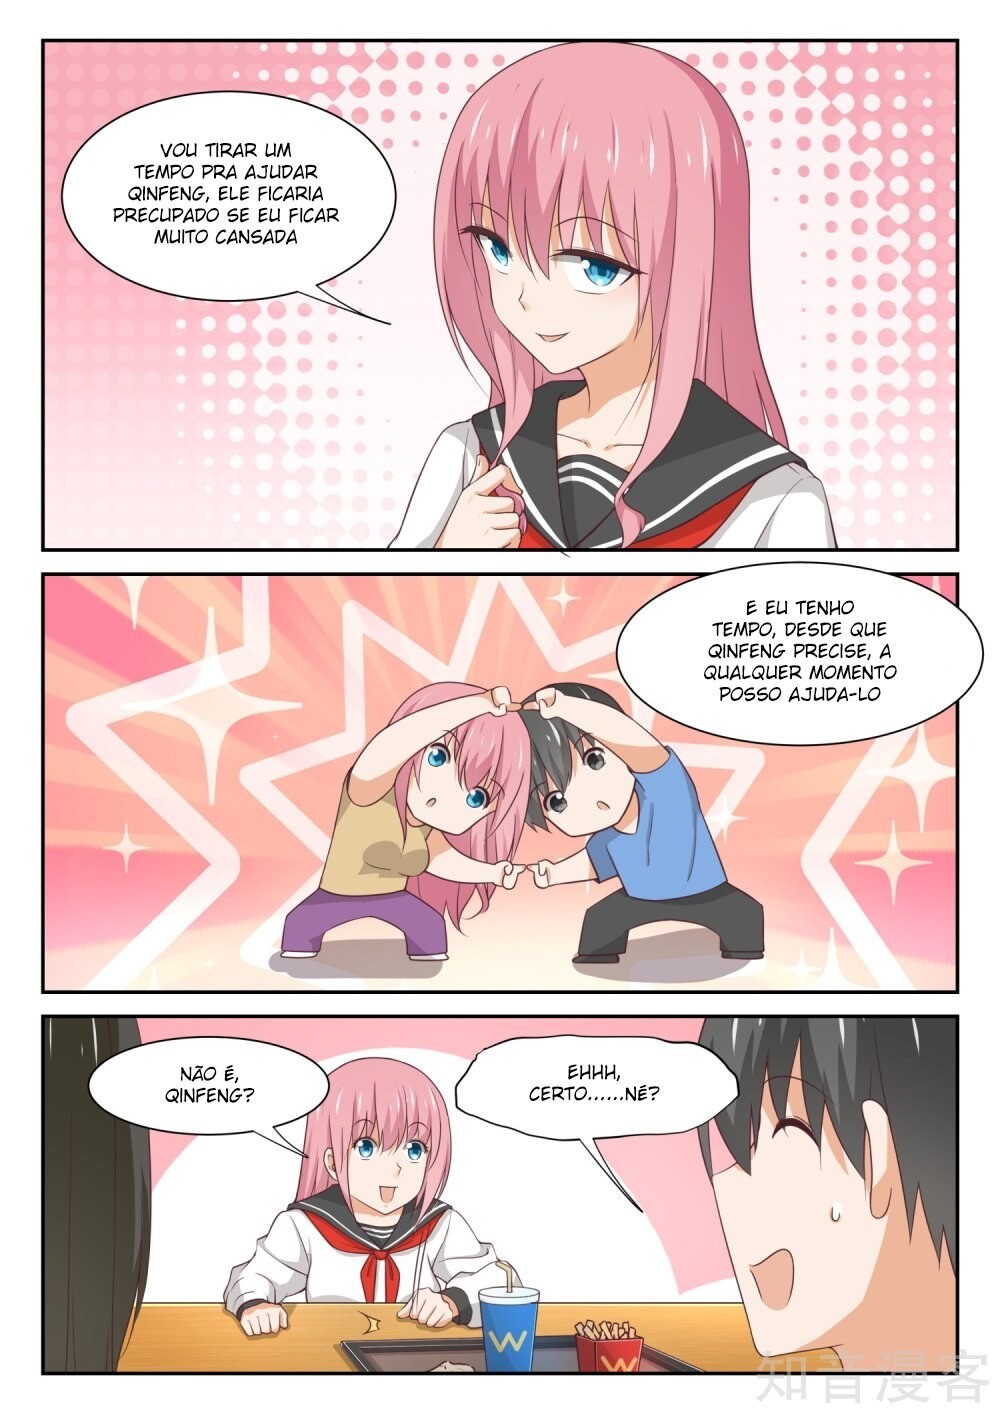 VOU TIRAR UM
TEMPO PRA AJUDAR
QINFENG, ELE FICARIA
PRECUPADO SE EU FICAR
MUITO CANSADA
E EU TENHO
TEMPO, DESDE QUE
QINFENG PRECISE, A
QUALQUER MOMENTO
POSSO AJUDA-LO
NÃO É,
QINFENG?
EHHH,
CERTO......NÉ?
W
W
知音漫客